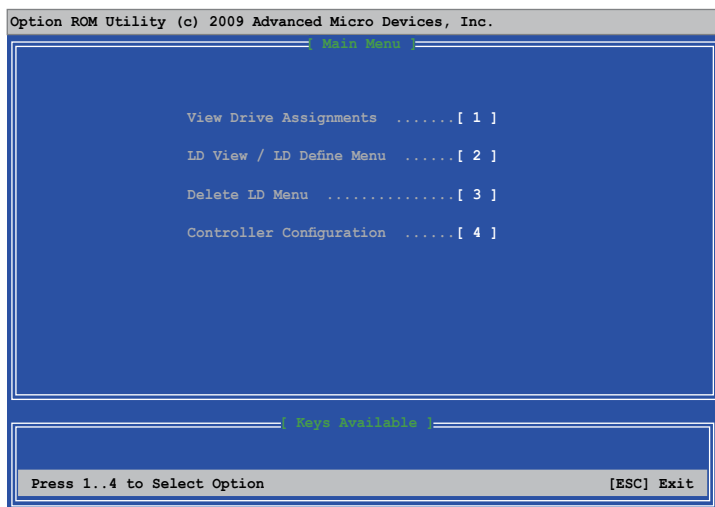 Option ROM Utility (c) 2009 Advanced Micro Devices, Inc.
[ Main Menu ]
View Drive Assignments .......[ 1 ]
LD View / LD Define Menu ......[ 2 ]
Delete LD Menu ...............[ 3 ]
Controller Configuration ......[ 4 ]
[ Keys Available ]
Press 1..4 to Select Option [ESC] Exit